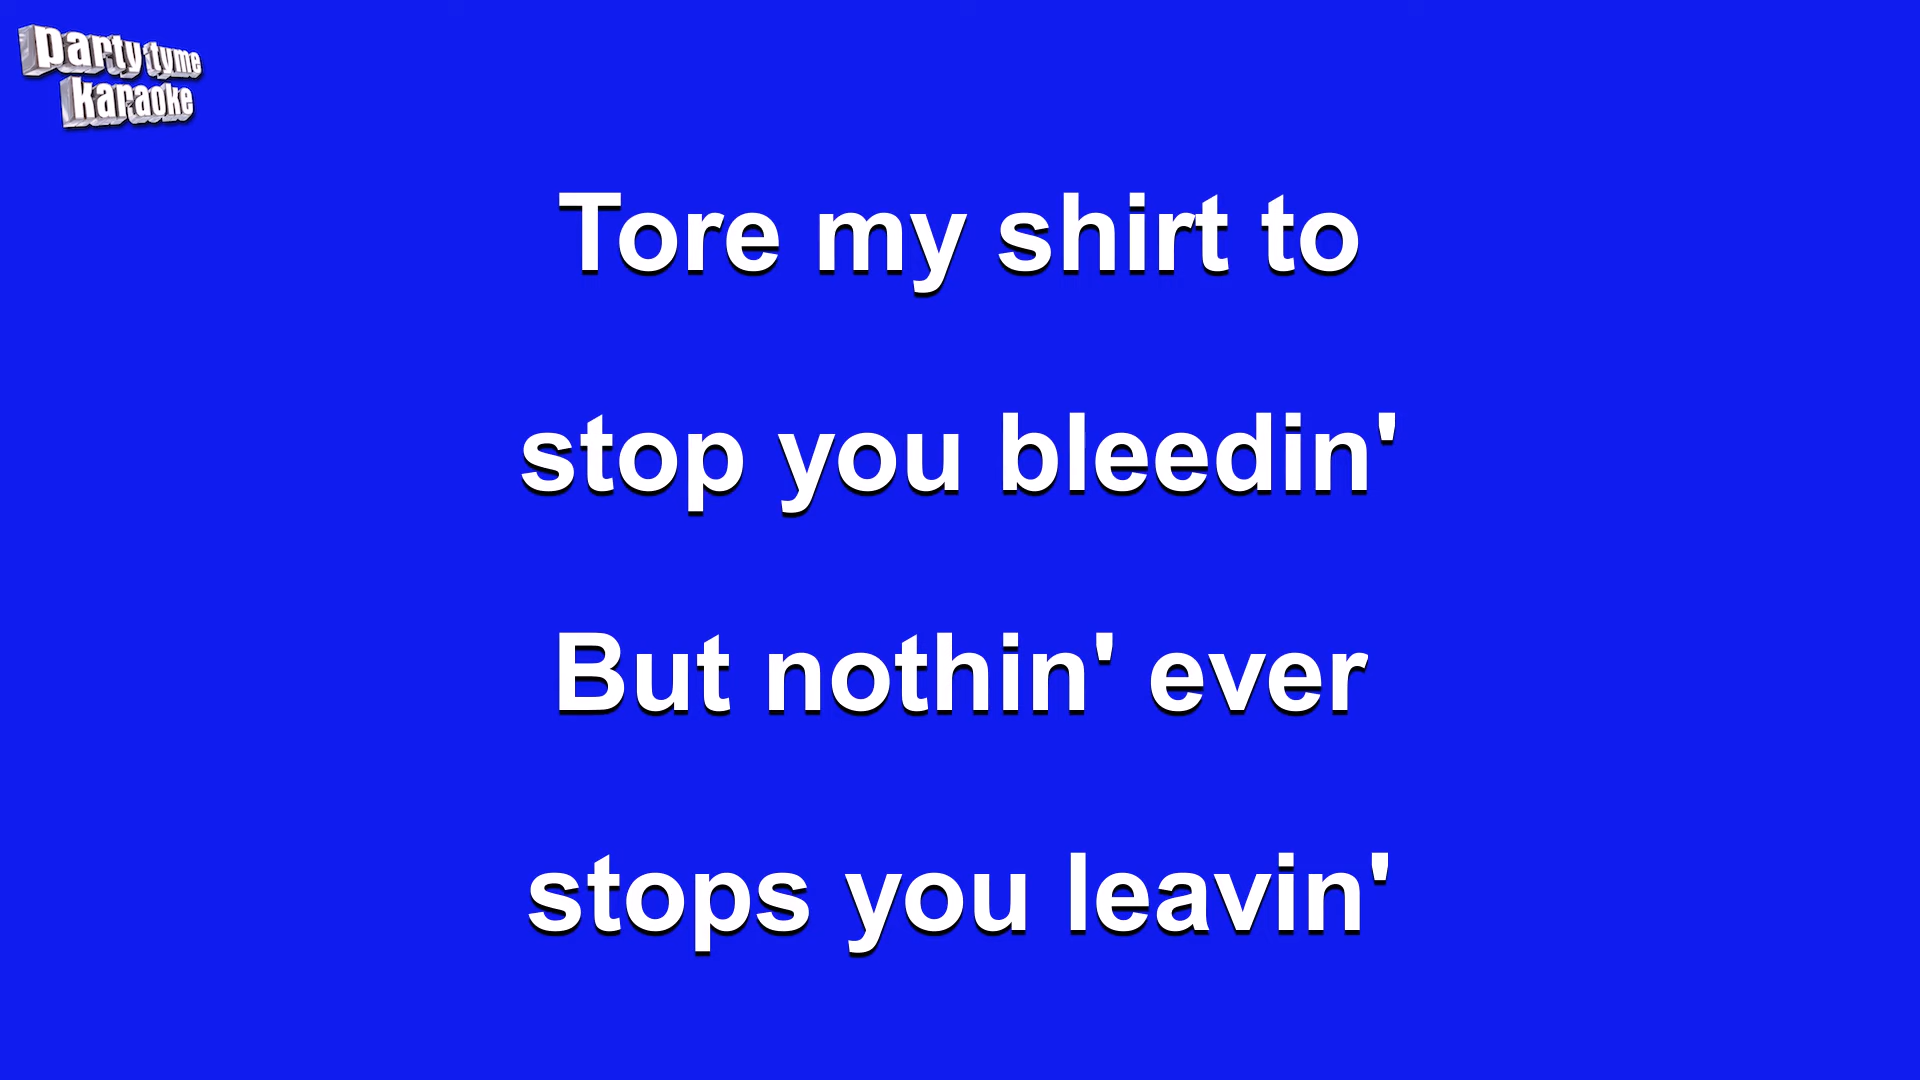 party tyme
karaoke
Tore my shirt to
stop you bleedin'
But nothin' ever
stops you leavin'